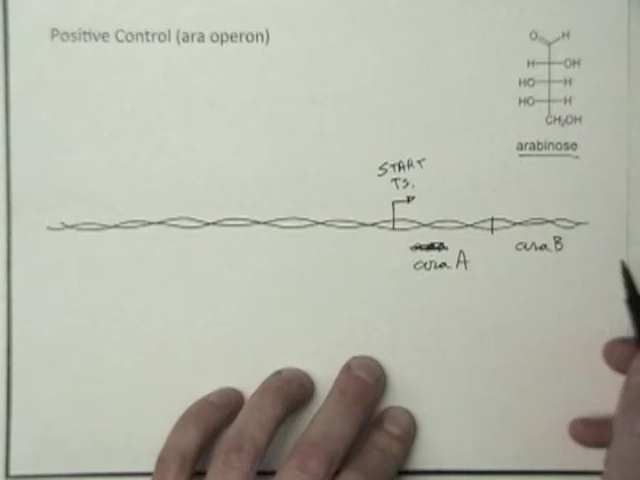 Positive Control (ara operon)
O H
H OH
HO H
HO H
CH₂OH
arabinose
START
TS.
ara A
ara B